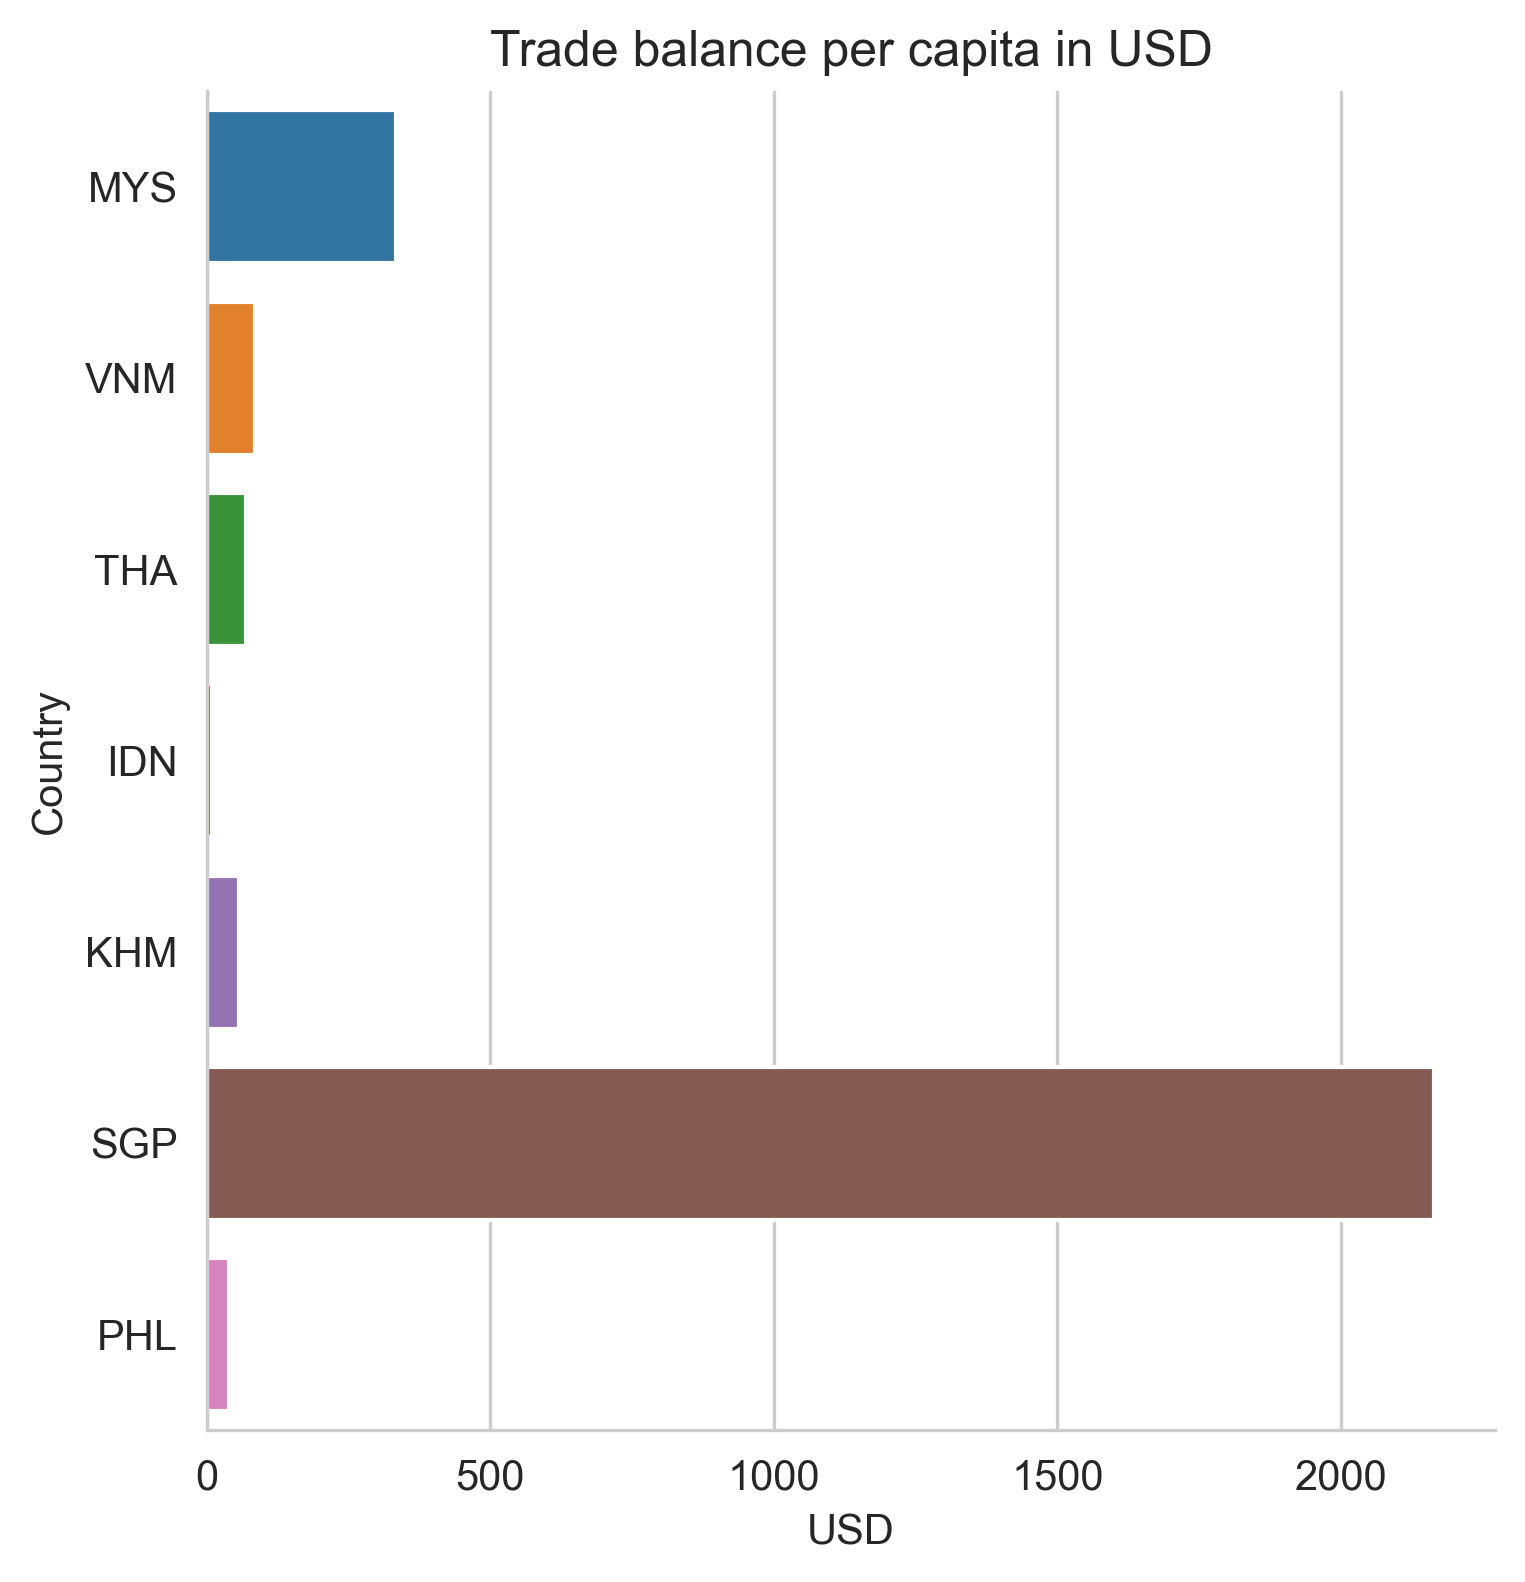 Trade balance per capita in USD
MYS
VNM
THA
IDN
KHM
SGP
PHL
Country
0 500 1000 1500 2000
USD